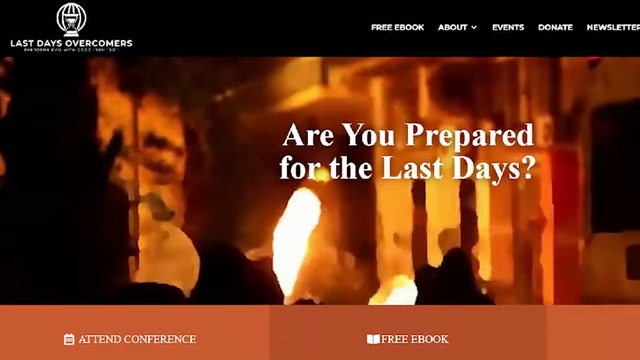 FREE EBOOK ABOUT EVENTS DONATE NEWSLETTER
LAST DAYS OVERCOMERS
Are You Prepared
for the Last Days?
ATTEND CONFERENCE FREE EBOOK